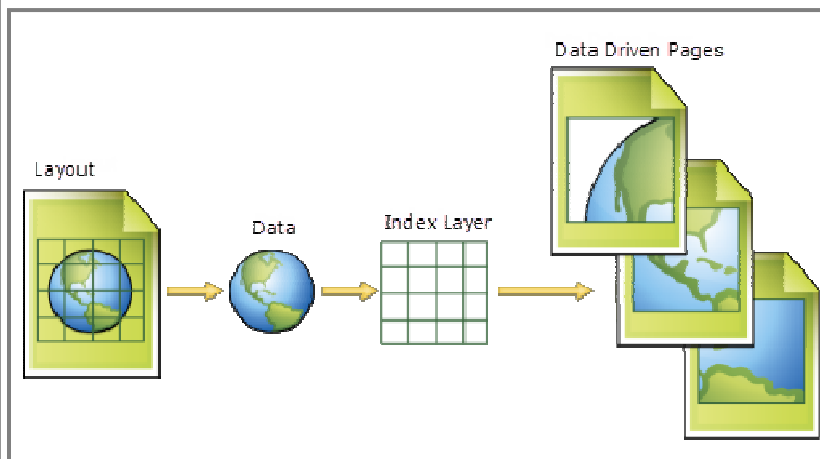 Layout
Data
Index Layer
Data Driven Pages